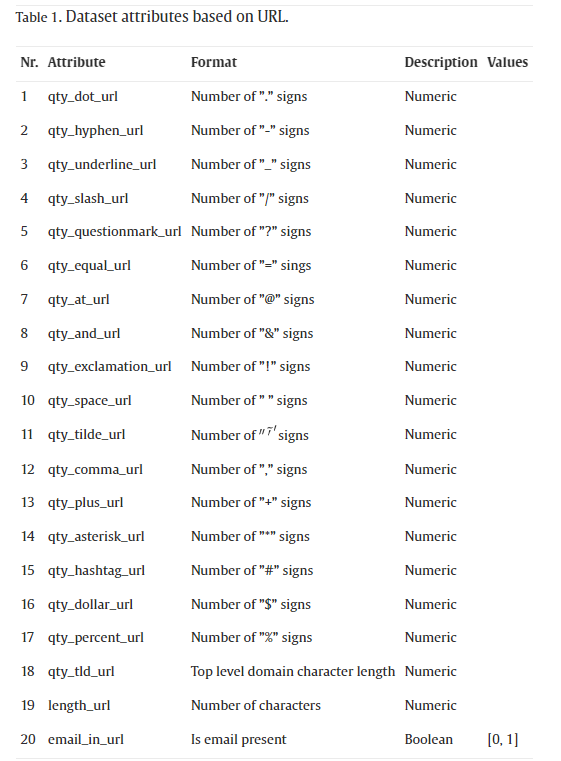 Table 1. Dataset attributes based on URL.
Nr. Attribute Format Description Values
1 qty_dot_url Number of ”.” signs Numeric
2 qty_hyphen_url Number of ”-” signs Numeric
3 qty_underline_url Number of ”_” signs Numeric
4 qty_slash_url Number of ”/” signs Numeric
5 qty_questionmark_url Number of ”?” signs Numeric
6 qty_equal_url Number of ”=” sings Numeric
7 qty_at_url Number of ”@” signs Numeric
8 qty_and_url Number of ”&” signs Numeric
9 qty_exclamation_url Number of ”!” signs Numeric
10 qty_space_url Number of ” ” signs Numeric
11 qty_tilde_url Number of signs Numeric
12 qty_comma_url Number of ”,” signs Numeric
13 qty_plus_url Number of ”+” signs Numeric
14 qty_asterisk_url Number of ”*” signs Numeric
15 qty_hashtag_url Number of ”#” signs Numeric
16 qty_dollar_url Number of ”$” signs Numeric
17 qty_percent_url Number of ”%” signs Numeric
18 qty_tld_url Top level domain character length Numeric
19 length_url Number of characters Numeric
20 email_in_url Is email present Boolean [0, 1]